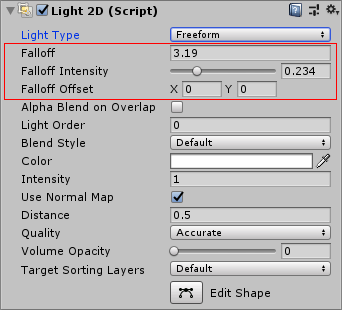 Light 2D (Script)
Light Type Freeform
Falloff 3.19
Falloff Intensity 0.234
Falloff Offset X 0 Y 0
Alpha Blend on Overlap
Light Order 0
Blend Style Default
Color
Intensity 1
Use Normal Map
Distance 0.5
Quality Accurate
Volume Opacity 0
Target Sorting Layers Default
Edit Shape